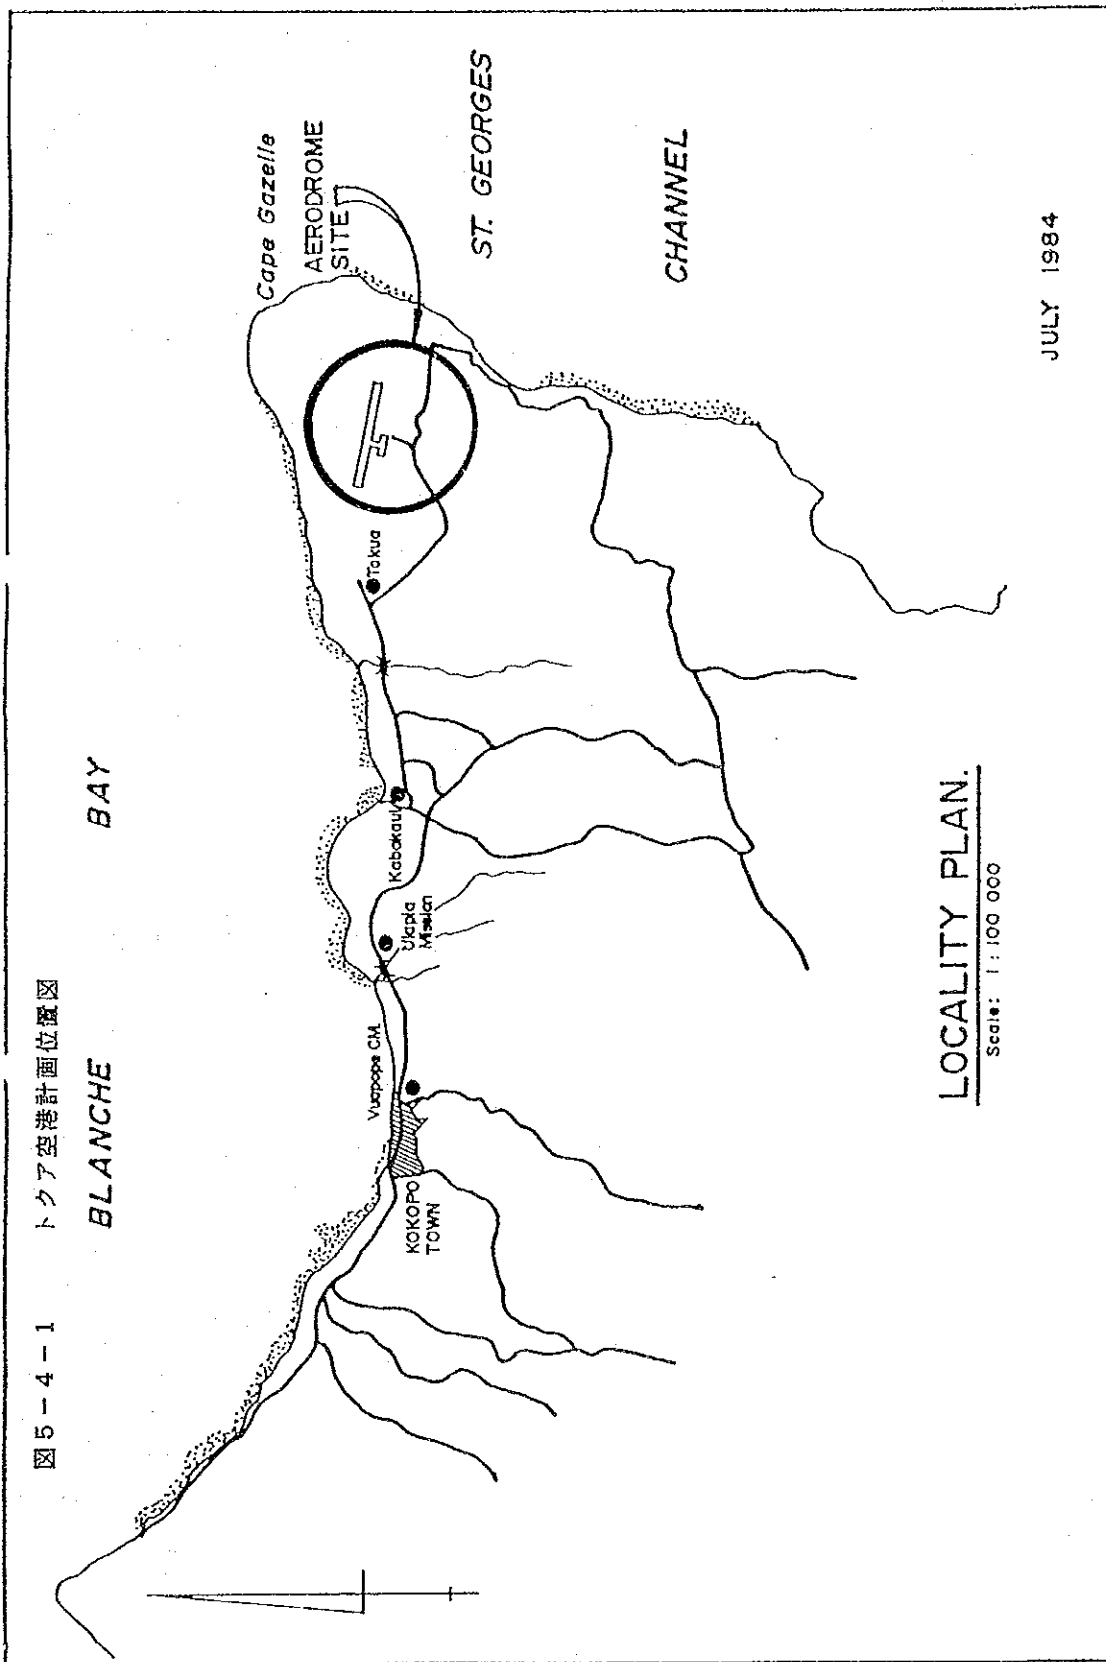 図5-4-1 トクア空港計画位置図
BLANCHE BAY
Cape Gazelle
AERODROME
SITE
ST. GEORGES
CHANNEL
Tokua
Kabakaul
Ulapia
Mission
Vuapope CM.
KOKOPO
TOWN
LOCALITY PLAN.
Scale: 1:100 000
JULY 1984